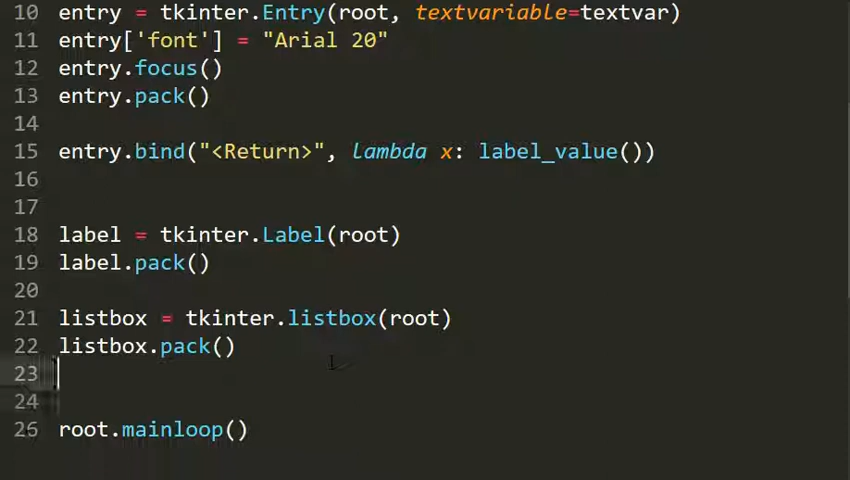 10 entry = tkinter.Entry(root, textvariable=textvar)
11 entry['font'] = "Arial 20"
12 entry.focus()
13 entry.pack()
14
15 entry.bind("<Return>", lambda x: label_value())
16
17
18 label = tkinter.Label(root)
19 label.pack()
20
21 listbox = tkinter.listbox(root)
22 listbox.pack()
23
24
26 root.mainloop()